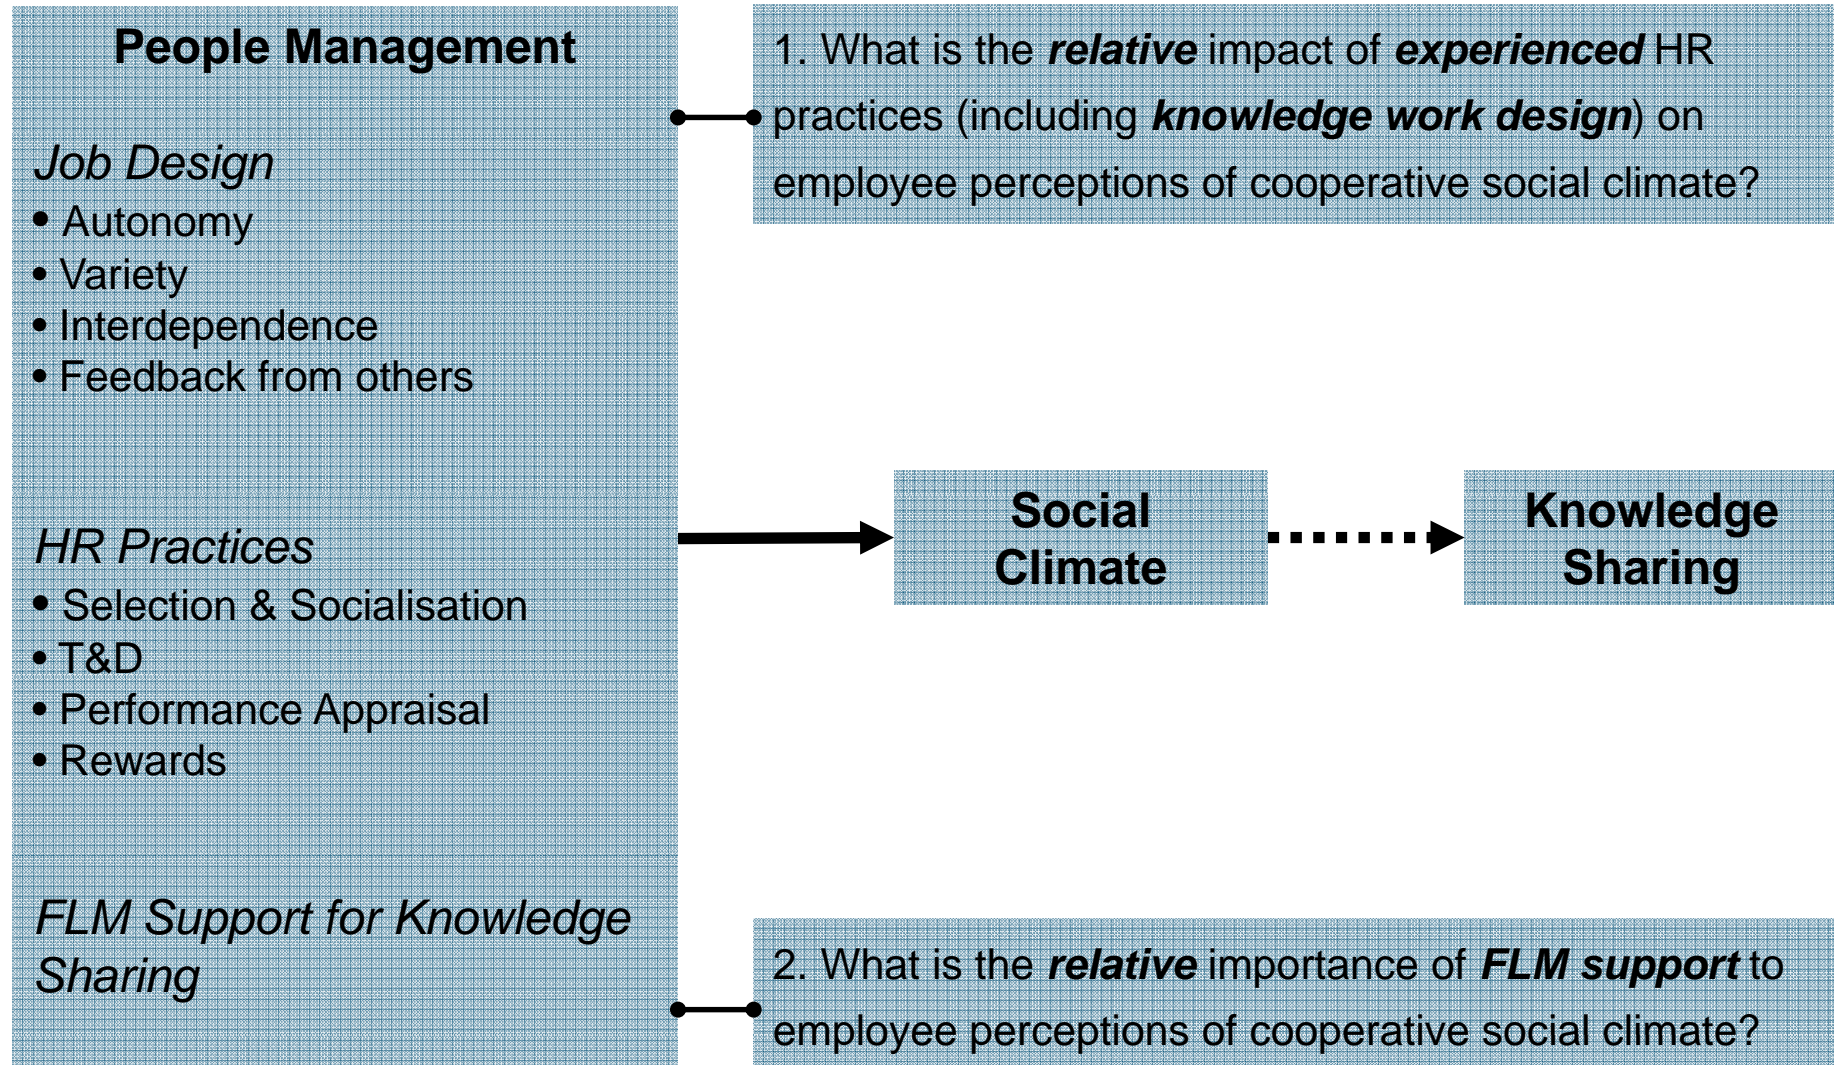 People Management
Job Design
• Autonomy
• Variety
• Interdependence
• Feedback from others
HR Practices
• Selection & Socialisation
• T&D
• Performance Appraisal
• Rewards
FLM Support for Knowledge
Sharing
1. What is the relative impact of experienced HR
practices (including knowledge work design) on
employee perceptions of cooperative social climate?
Social
Climate
Knowledge
Sharing
2. What is the relative importance of FLM support to
employee perceptions of cooperative social climate?